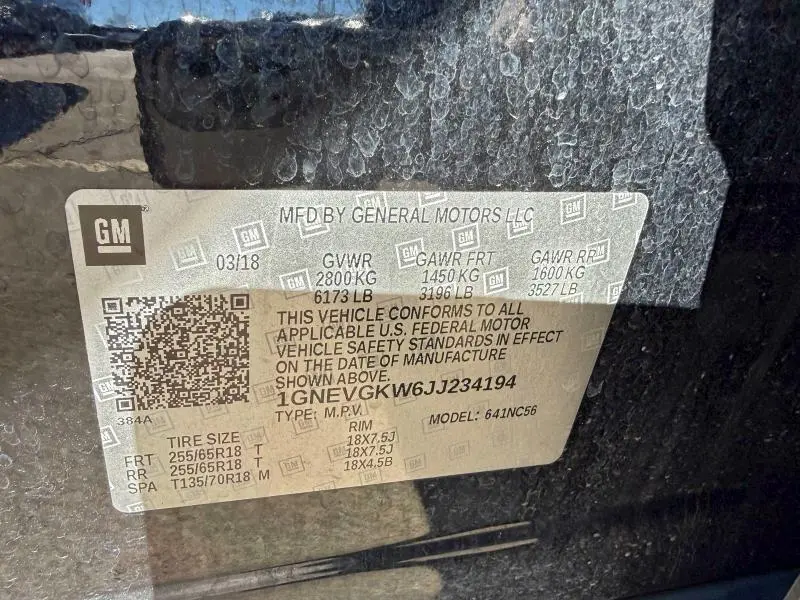 GM
MFD BY GENERAL MOTORS LLC
03/18 GVWR GAWR FRT GAWR RR
2800 KG 1450 KG 1600 KG
6173 LB 3196 LB 3527 LB
THIS VEHICLE CONFORMS TO ALL
APPLICABLE U.S. FEDERAL MOTOR
VEHICLE SAFETY STANDARDS IN EFFECT
ON THE DATE OF MANUFACTURE
SHOWN ABOVE.
1GNEVGKW6JJ234194
384A
TYPE: M.P.V. MODEL: 641NC56
TIRE SIZE RIM
FRT 255/65R18 T 18X7.5J
RR 255/65R18 T 18X7.5J
SPA T135/70R18 M 18X4.5B